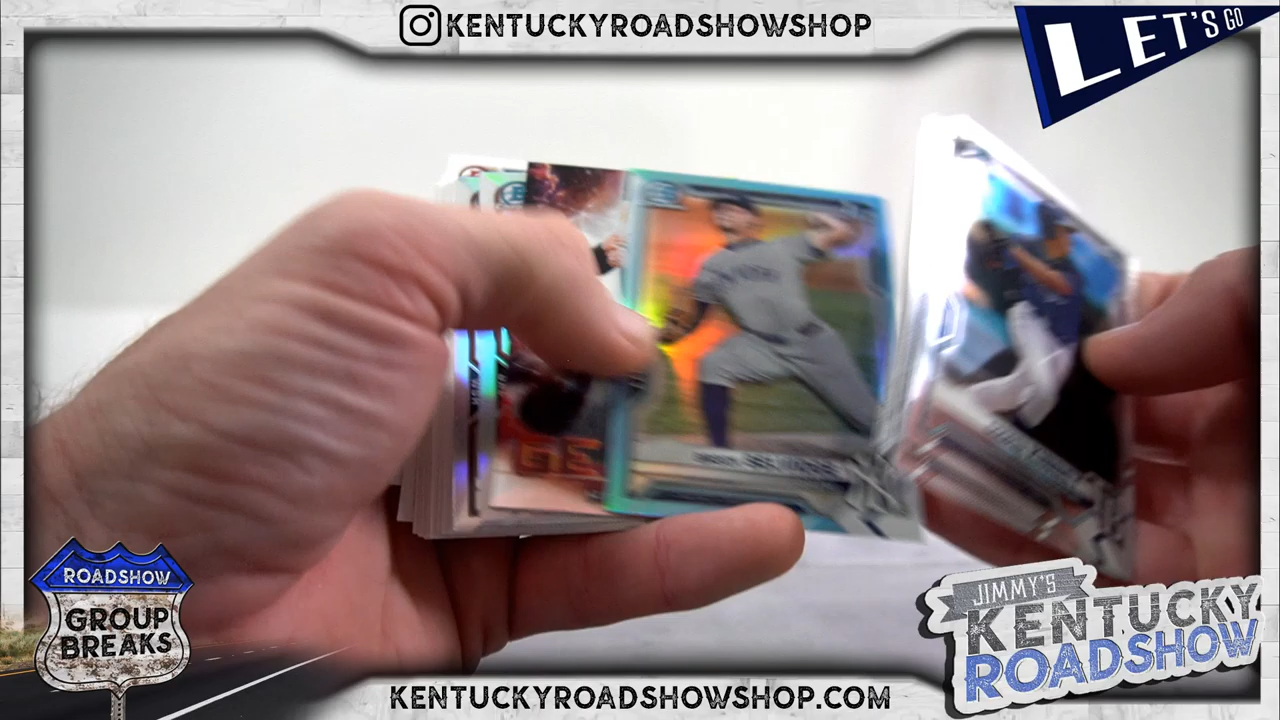 KENTUCKYROADSHOWSHOP
LET'S GO
ROADSHOW
GROUP
BREAKS
JIMMY'S
KENTUCKY
ROADSHOW
KENTUCKYROADSHOWSHOP.COM